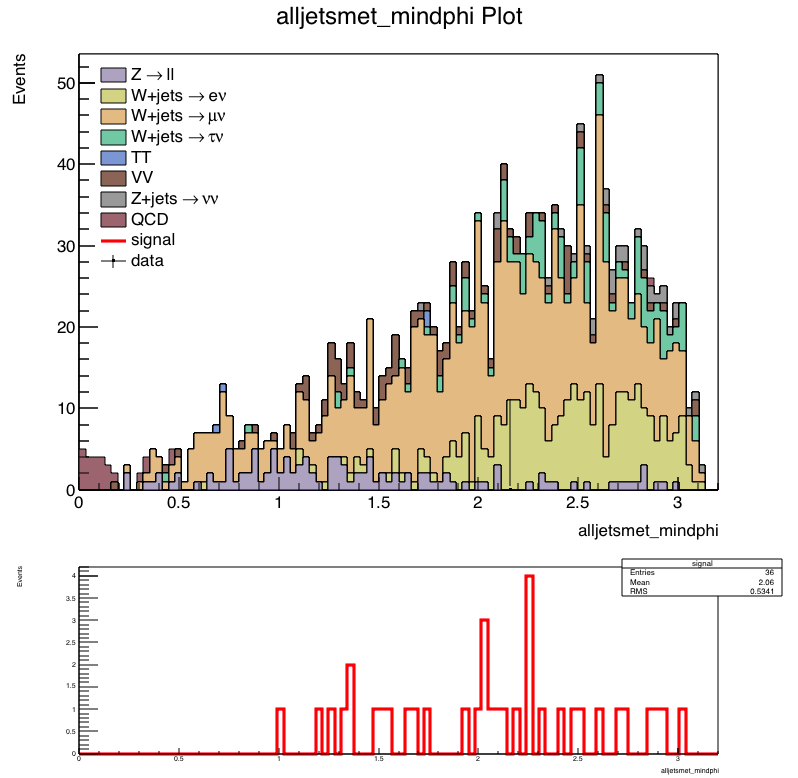 alljetsmet_mindphi Plot
Events
Z → ll
W+jets → eν
W+jets → μν
W+jets → τν
TT
VV
Z+jets → νν
QCD
signal
data
50
40
30
20
10
0
0 0.5 1 1.5 2 2.5 3
alljetsmet_mindphi
Events
signal
Entries 36
Mean 2.06
RMS 0.5341
4
3.5
3
2.5
2
1.5
1
0.5
0
0 0.5 1 1.5 2 2.5 3
alljetsmet_mindphi